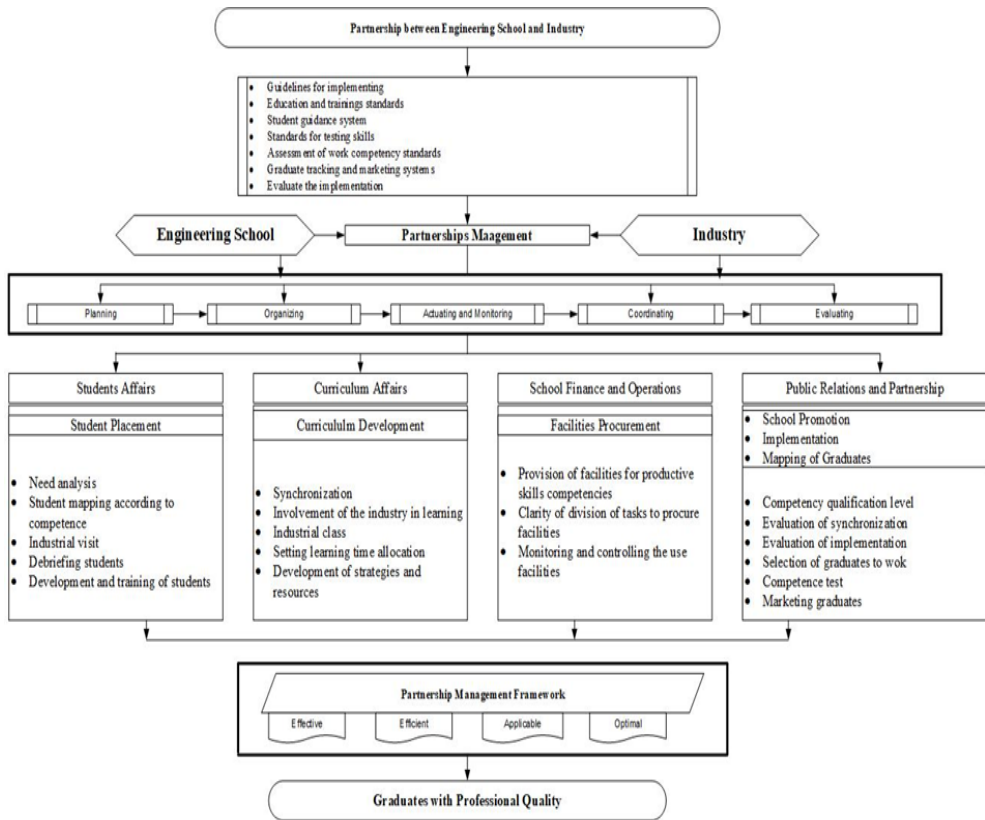 Partnership between Engineering School and Industry
• Guidelines for implementing
• Education and trainings standards
• Student guidance system
• Standards for testing skills
• Assessment of work competency standards
• Graduate tracking and marketing systems
• Evaluate the implementation
Engineering School
Partnerships Maagement
Industry
Planning
Organizing
Actuating and Monitoring
Coordinating
Evaluating
Students Affairs
Student Placement
• Need analysis
• Student mapping according to
competence
• Industrial visit
• Debriefing students
• Development and training of students
Curriculum Affairs
Curricululm Development
• Synchronization
• Involvement of the industry in learning
• Industrial class
• Setting learning time allocation
• Development of strategies and
resources
School Finance and Operations
Facilities Procurement
• Provision of facilities for productive
skills competencies
• Clarity of division of tasks to procure
facilities
• Monitoring and controlling the use
facilities
Public Relations and Partnership
• School Promotion
• Implementation
• Mapping of Graduates
• Competency qualification level
• Evaluation of synchronization
• Evaluation of implementation
• Selection of graduates to wok
• Competence test
• Marketing graduates
Partnership Management Framework
Effective
Efficient
Applicable
Optimal
Graduates with Professional Quality